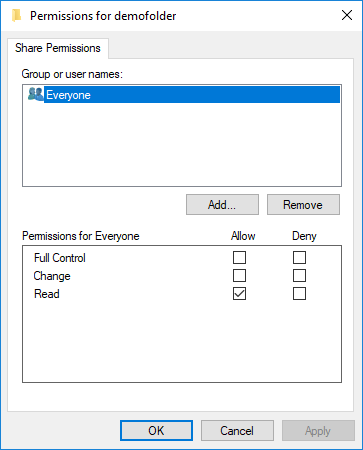 Permissions for demofolder
Share Permissions
Group or user names:
Everyone
Add...
Remove
Permissions for Everyone Allow Deny
Full Control
Change
Read
OK
Cancel
Apply